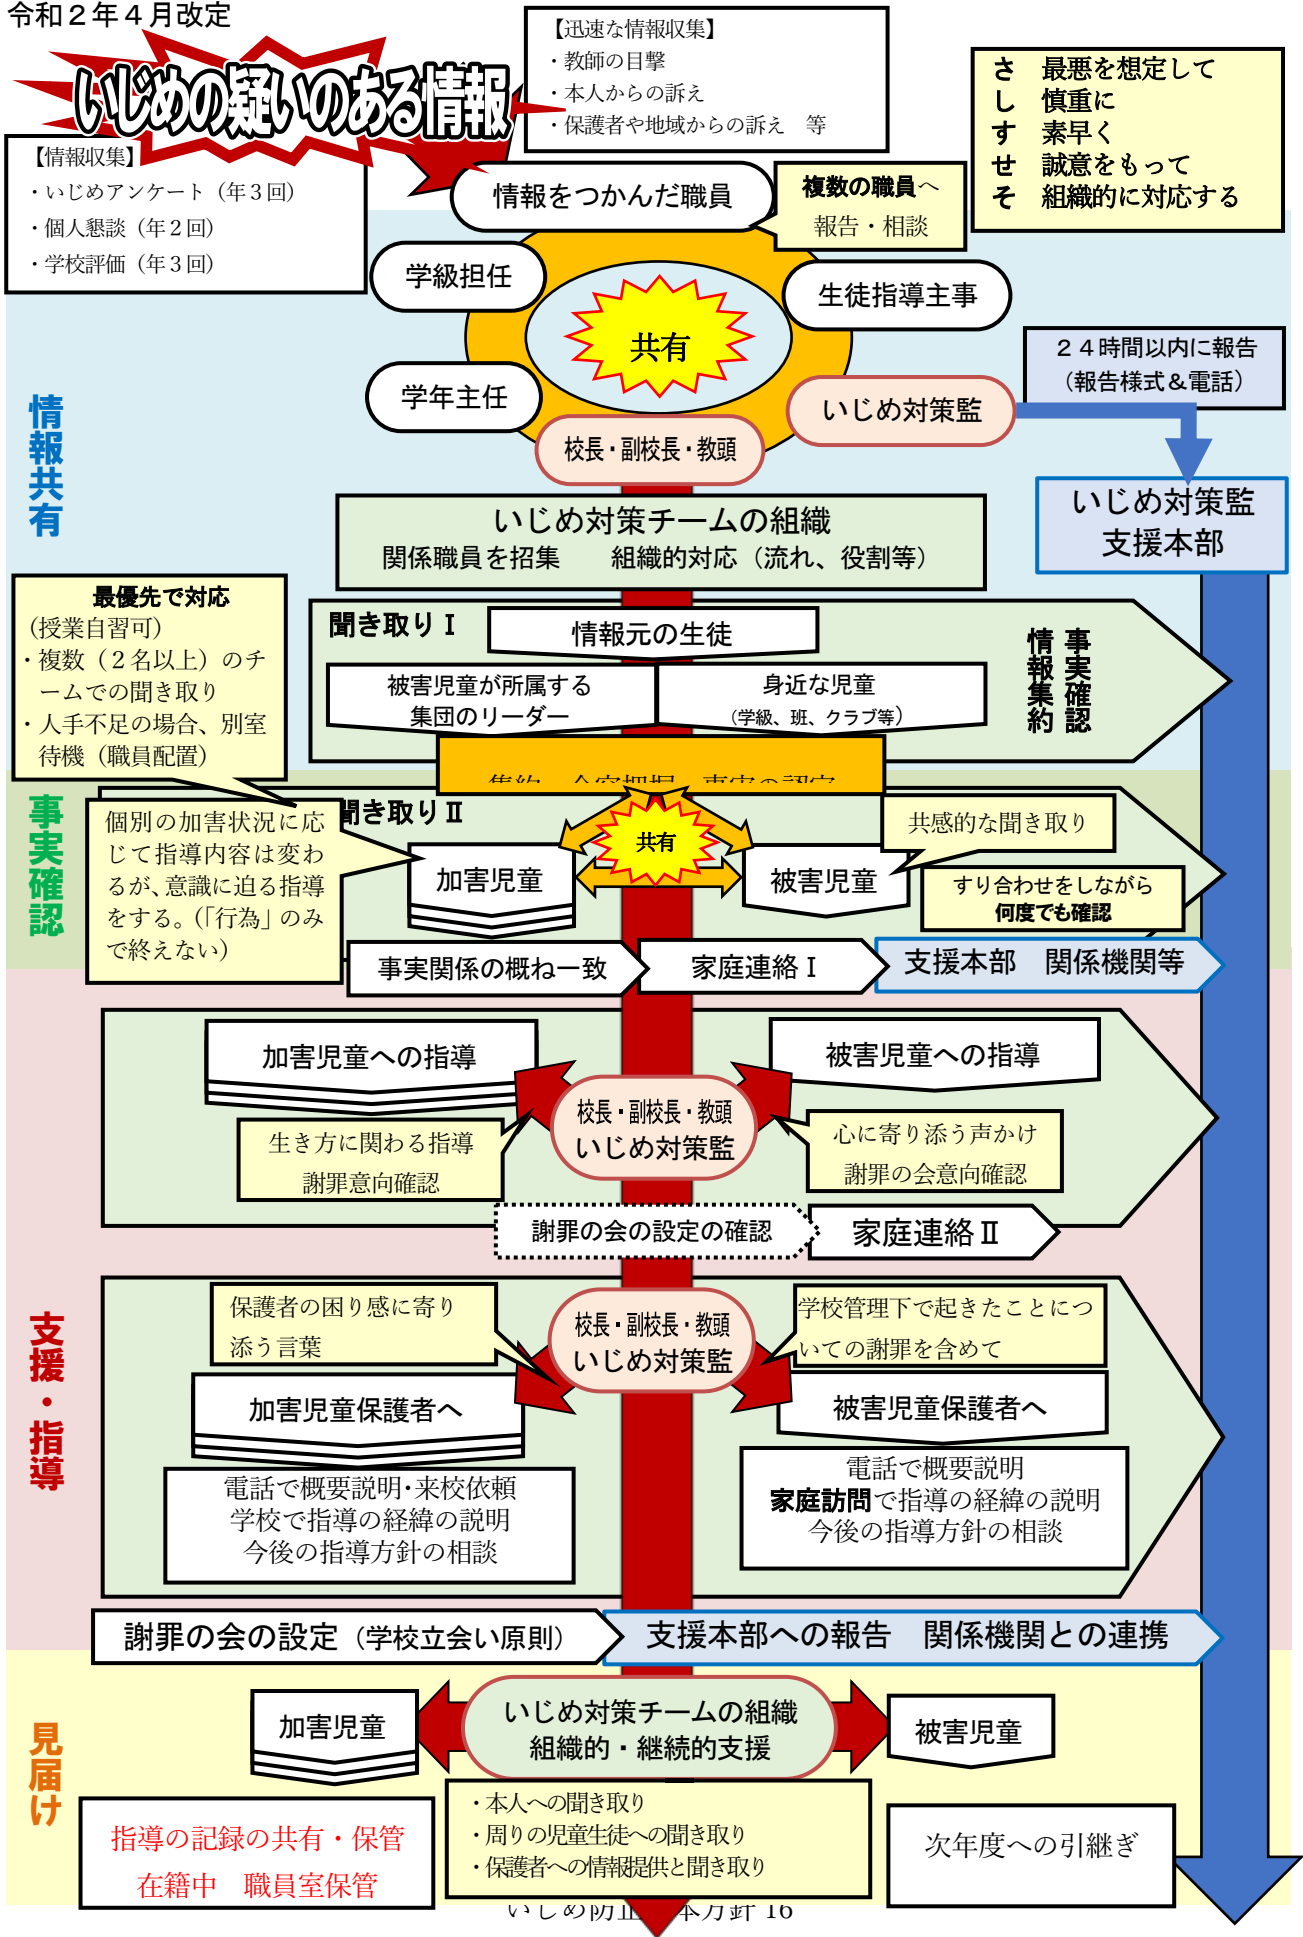 令和２年４月改定
いじめの疑いのある情報
【迅速な情報収集】
・教師の目撃
・本人からの訴え
・保護者や地域からの訴え　等
さ　最悪を想定して
し　慎重に
す　素早く
せ　誠意をもって
そ　組織的に対応する
【情報収集】
・いじめアンケート（年３回）
・個人懇談（年２回）
・学校評価（年３回）
情報をつかんだ職員
複数の職員へ
報告・相談
学級担任
生徒指導主事
共有
学年主任
いじめ対策監
校長・副校長・教頭
２４時間以内に報告
（報告様式＆電話）
情報共有
いじめ対策監
支援本部
いじめ対策チームの組織
関係職員を招集　　組織的対応（流れ、役割等）
最優先で対応
（授業自習可）
・複数（２名以上）のチ
ームでの聞き取り
・人手不足の場合、別室
待機（職員配置）
聞き取りⅠ
情報元の生徒
被害児童が所属する
集団のリーダー
身近な児童
（学級、班、クラブ等）
事実確認
情報集約
集約　全容把握　事実の認定
事実確認
聞き取りⅡ
個別の加害状況に応
じて指導内容は変わ
るが、意識に迫る指導
をする。（「行為」のみ
で終えない）
共有
加害児童
被害児童
共感的な聞き取り
すり合わせをしながら
何度でも確認
事実関係の概ね一致
家庭連絡Ⅰ
支援本部　関係機関等
支援・指導
加害児童への指導
被害児童への指導
校長・副校長・教頭
いじめ対策監
生き方に関わる指導
謝罪意向確認
心に寄り添う声かけ
謝罪の会意向確認
謝罪の会の設定の確認
家庭連絡Ⅱ
保護者の困り感に寄り
添う言葉
校長・副校長・教頭
いじめ対策監
学校管理下で起きたことにつ
いての謝罪を含めて
加害児童保護者へ
被害児童保護者へ
電話で概要説明・来校依頼
学校で指導の経緯の説明
今後の指導方針の相談
電話で概要説明
家庭訪問で指導の経緯の説明
今後の指導方針の相談
謝罪の会の設定（学校立会い原則）
支援本部への報告　関係機関との連携
見届け
加害児童
いじめ対策チームの組織
組織的・継続的支援
被害児童
指導の記録の共有・保管
在籍中　職員室保管
・本人への聞き取り
・周りの児童生徒への聞き取り
・保護者への情報提供と聞き取り
次年度への引継ぎ
いじめ防止　本方針 16